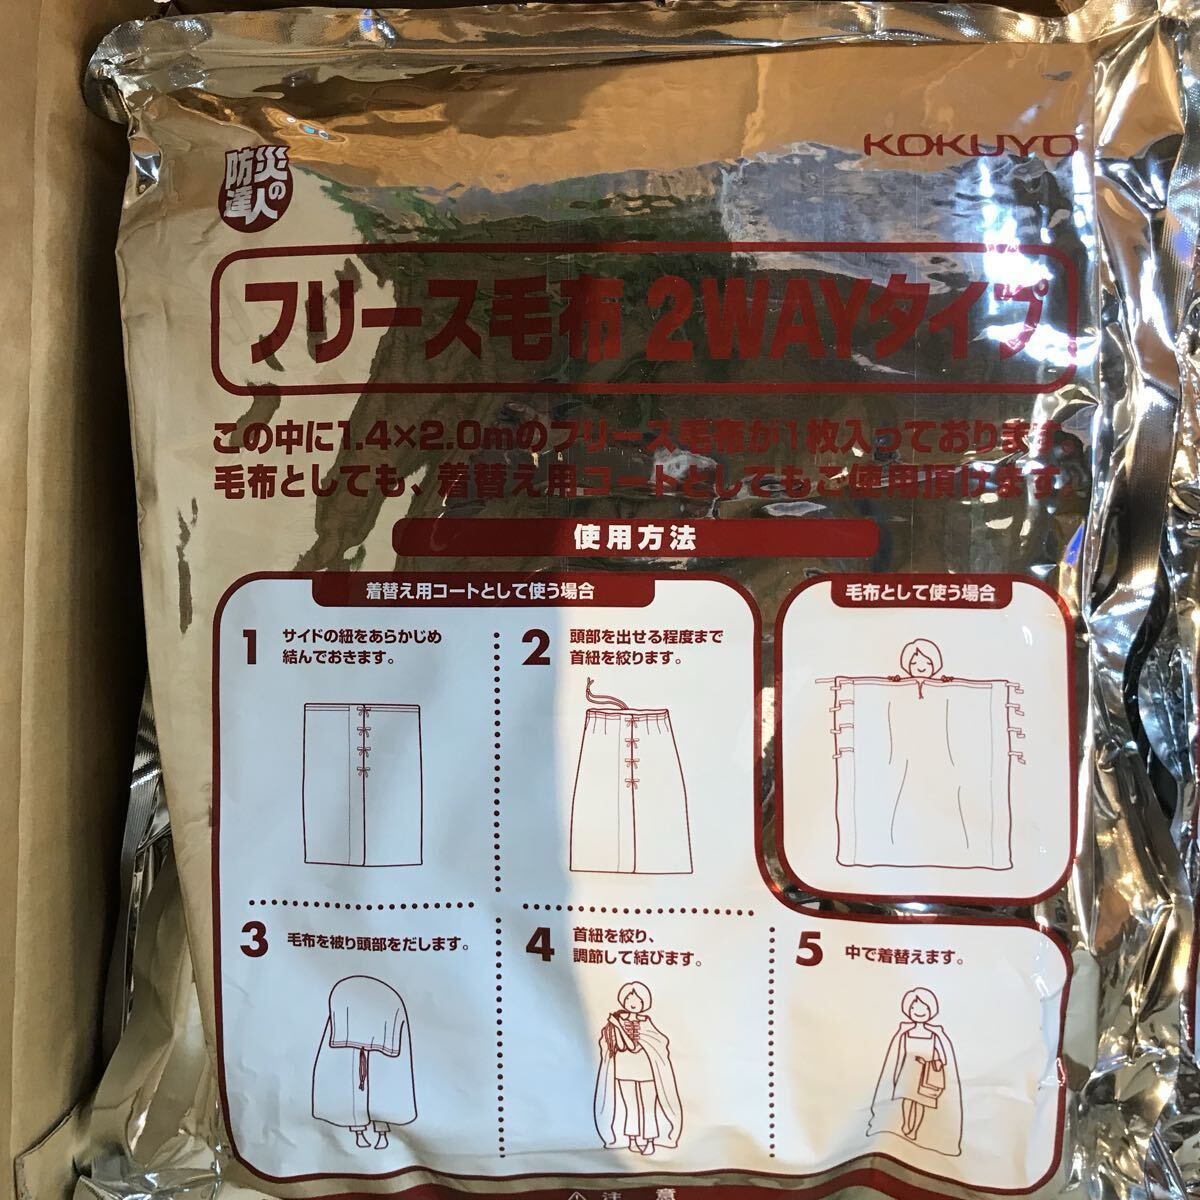 防災の達人
KOKUYO
フリース毛布 2WAYタイプ
この中に1.4×2.0mのフリース毛布が1枚入っております。
毛布としても、着替え用コートとしてもご使用頂けます。
使用方法
着替え用コートとして使う場合
1 サイドの紐をあらかじめ
結んでおきます。
2 頭部を出せる程度まで
首紐を絞ります。
毛布として使う場合
3 毛布を被り頭部をだします。
4 首紐を絞り、
調節して結びます。
5 中で着替えます。
⚠ 注 意